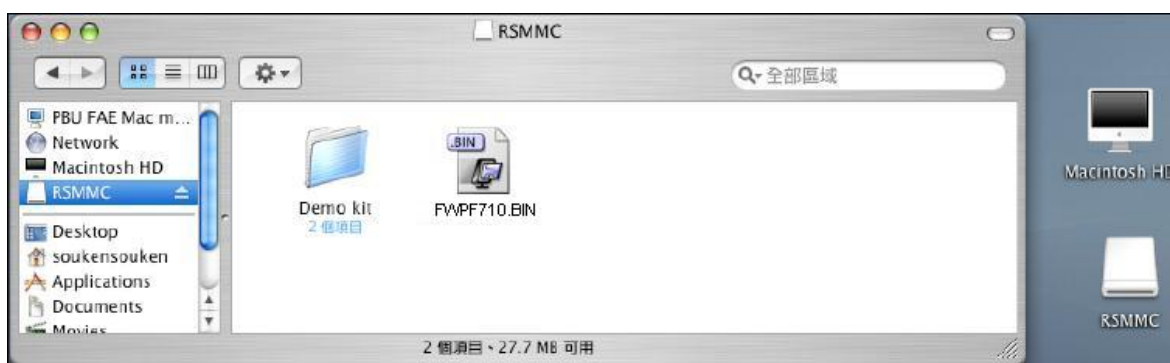 RSMMC
全部區域
PBU FAE Mac m...
Network
Macintosh HD
RSMMC
Desktop
soukensouken
Applications
Documents
Movies
.BIN
Demo kit
2 個項目
FWPF710.BIN
2 個項目、27.7 MB 可用
Macintosh HD
RSMMC